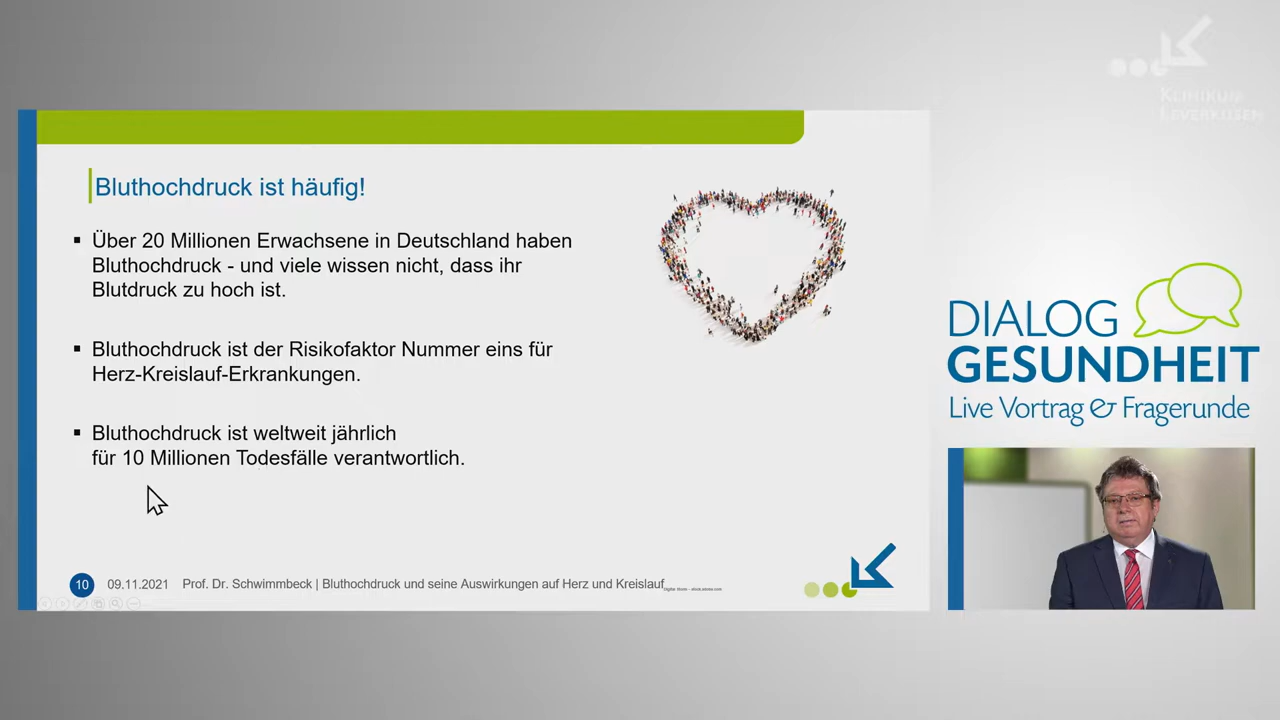 KLINIKUM
LEVERKUSEN
Bluthochdruck ist häufig!
▪ Über 20 Millionen Erwachsene in Deutschland haben
Bluthochdruck - und viele wissen nicht, dass ihr
Blutdruck zu hoch ist.
▪ Bluthochdruck ist der Risikofaktor Nummer eins für
Herz-Kreislauf-Erkrankungen.
▪ Bluthochdruck ist weltweit jährlich
für 10 Millionen Todesfälle verantwortlich.
10 09.11.2021 Prof. Dr. Schwimmbeck | Bluthochdruck und seine Auswirkungen auf Herz und Kreislauf
DIALOG
GESUNDHEIT
Live Vortrag & Fragerunde